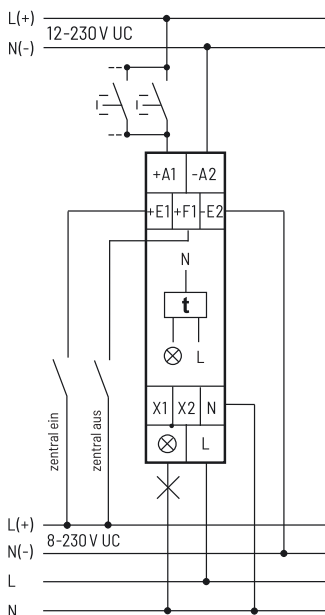 L(+)
12-230 V UC
N(-)
+A1 -A2
+E1 +F1 -E2
N
t
L
X1 X2 N
L
zentral ein
zentral aus
L(+)
8-230 V UC
N(-)
L
N